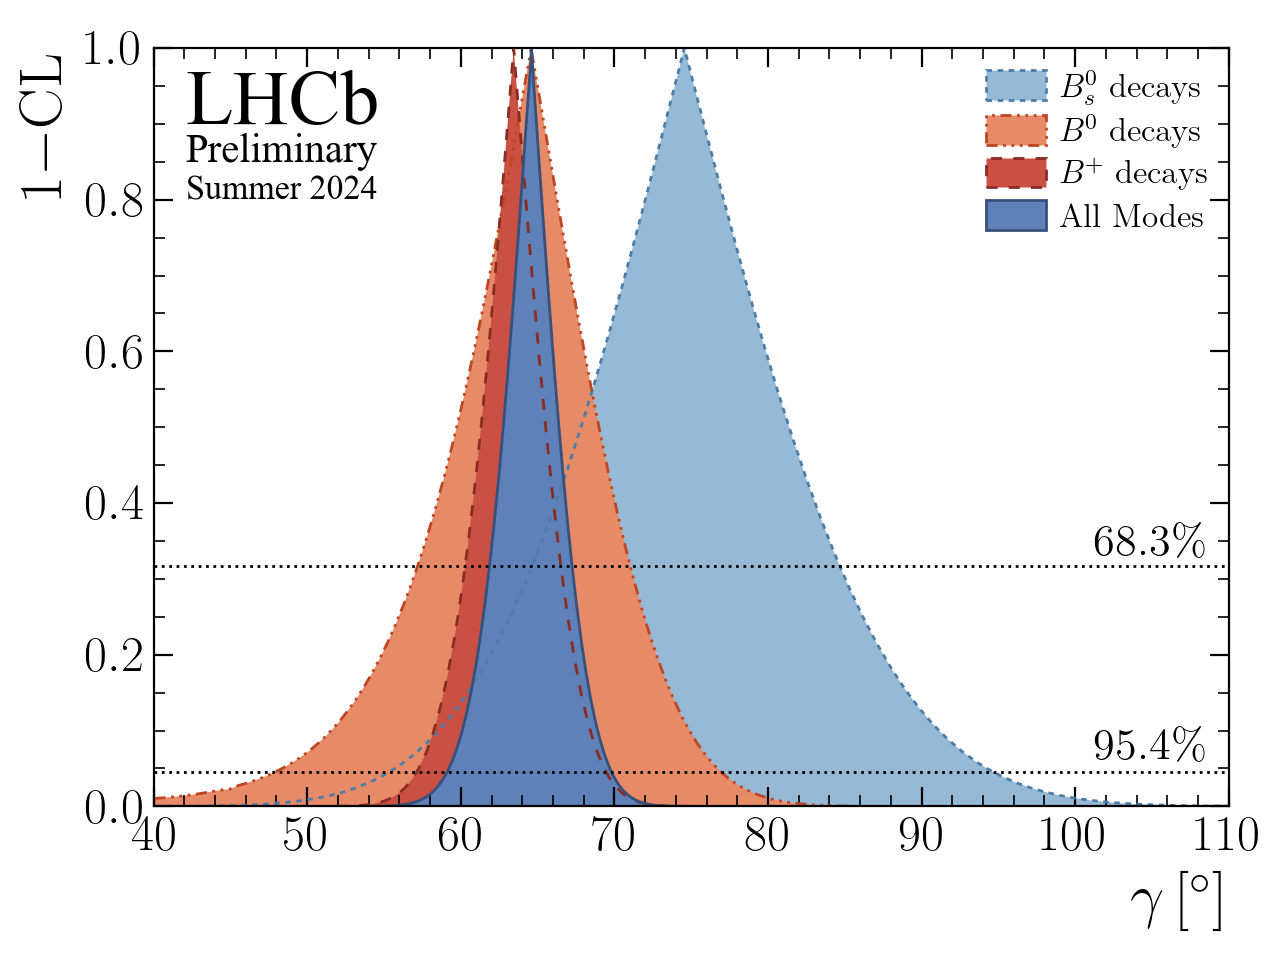 1−CL
1.0
0.8
0.6
0.4
0.2
0.0
LHCb
Preliminary
Summer 2024
B⁰ₛ decays
B⁰ decays
B⁺ decays
All Modes
68.3%
95.4%
40 50 60 70 80 90 100 110
γ [°]